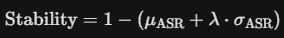 Stability = 1 − (μ_ASR + λ · σ_ASR)